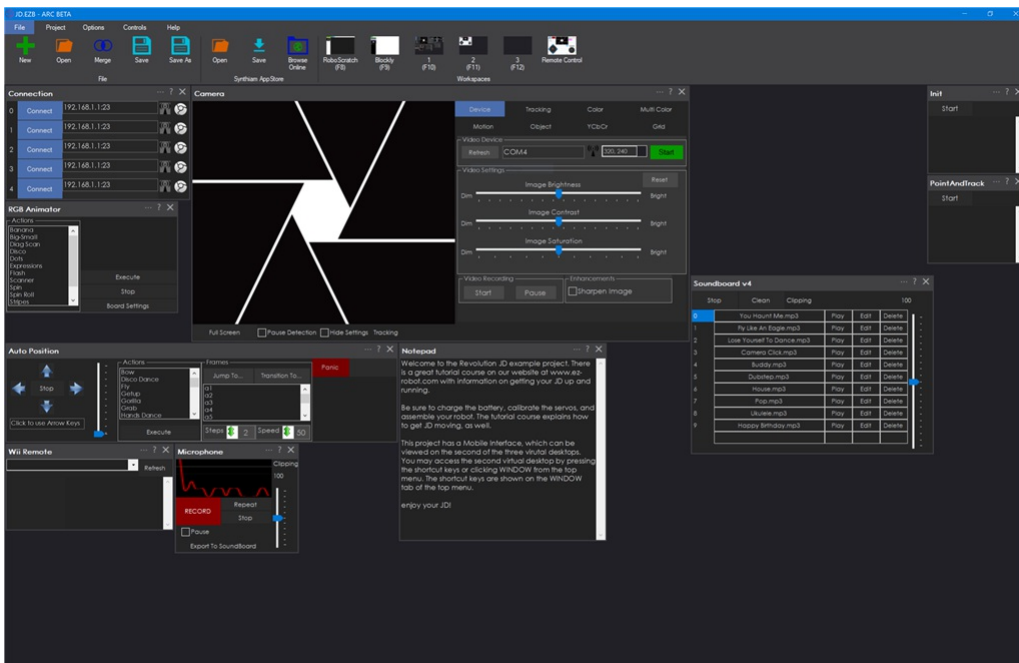 JD.EZB - ARC BETA
File Project Options Controls Help
New Open Merge Save Save As Open Save Browse Online RoboScratch (F8) Blockly (F9) 1 (F10) 2 (F11) 3 (F12) Remote Control
File Synthiam AppStore Workspaces
Connection
0 Connect 192.168.1.1:23
1 Connect 192.168.1.1:23
2 Connect 192.168.1.1:23
3 Connect 192.168.1.1:23
4 Connect 192.168.1.1:23
RGB Animator
Actions
Banana
Big-Small
Diag Scan
Disco
Dots
Expressions
Flash
Scanner
Spin
Spin Roll
Stripes
Execute
Stop
Board Settings
Camera
Device Tracking Color Multi Color
Motion Object YCbCr Grid
Video Device
Refresh COM4 320, 240 Start
Video Settings
Reset
Image Brightness
Dim Bright
Image Contrast
Dim Bright
Image Saturation
Dim Bright
Video Recording
Start Pause
Enhancements
Sharpen Image
Full Screen Pause Detection Hide Settings Tracking
Init
Start
PointAndTrack
Start
Soundboard v4
Stop Clean Clipping 100
0 You Haunt Me.mp3 Play Edit Delete
1 Fly Like An Eagle.mp3 Play Edit Delete
2 Lose Yourself To Dance.mp3 Play Edit Delete
3 Camera Click.mp3 Play Edit Delete
4 Buddy.mp3 Play Edit Delete
5 Dubstep.mp3 Play Edit Delete
6 House.mp3 Play Edit Delete
7 Pop.mp3 Play Edit Delete
8 Ukulele.mp3 Play Edit Delete
9 Happy Birthday.mp3 Play Edit Delete
Auto Position
Stop
Click to use Arrow Keys
Actions
Bow
Disco Dance
Fly
Getup
Gorilla
Grab
Hands Dance
Execute
Frames
Jump To... Transition To...
a1
a2
a3
a4
a5
Steps 2 Speed 50
Panic
Notepad
Welcome to the Revolution JD example project. There
is a great tutorial course on our website at www.ez-
robot.com with information on getting your JD up and
running.
Be sure to charge the battery, calibrate the servos, and
assemble your robot. The tutorial course explains how
to get JD moving, as well.
This project has a Mobile Interface, which can be
viewed on the second of the three virutal desktops.
You may access the second virtual desktop by pressing
the shortcut keys or clicking WINDOW from the top
menu. The shortcut keys are shown on the WINDOW
tab of the top menu.
enjoy your JD!
Wii Remote
Refresh
Microphone
Clipping
100
RECORD
Repeat
Stop
Pause
Export To SoundBoard